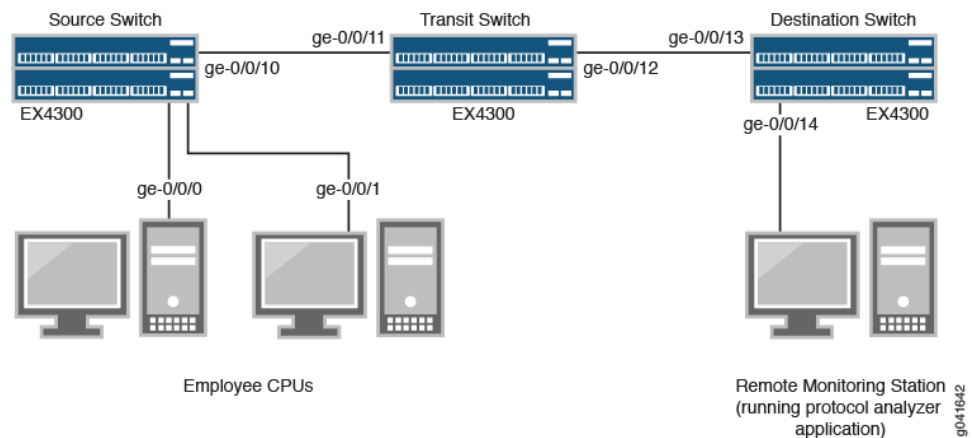 Source Switch
Transit Switch
Destination Switch
ge-0/0/11
ge-0/0/13
ge-0/0/10
ge-0/0/12
EX4300
EX4300
EX4300
ge-0/0/14
ge-0/0/0
ge-0/0/1
Employee CPUs
Remote Monitoring Station
(running protocol analyzer
application)
g041642